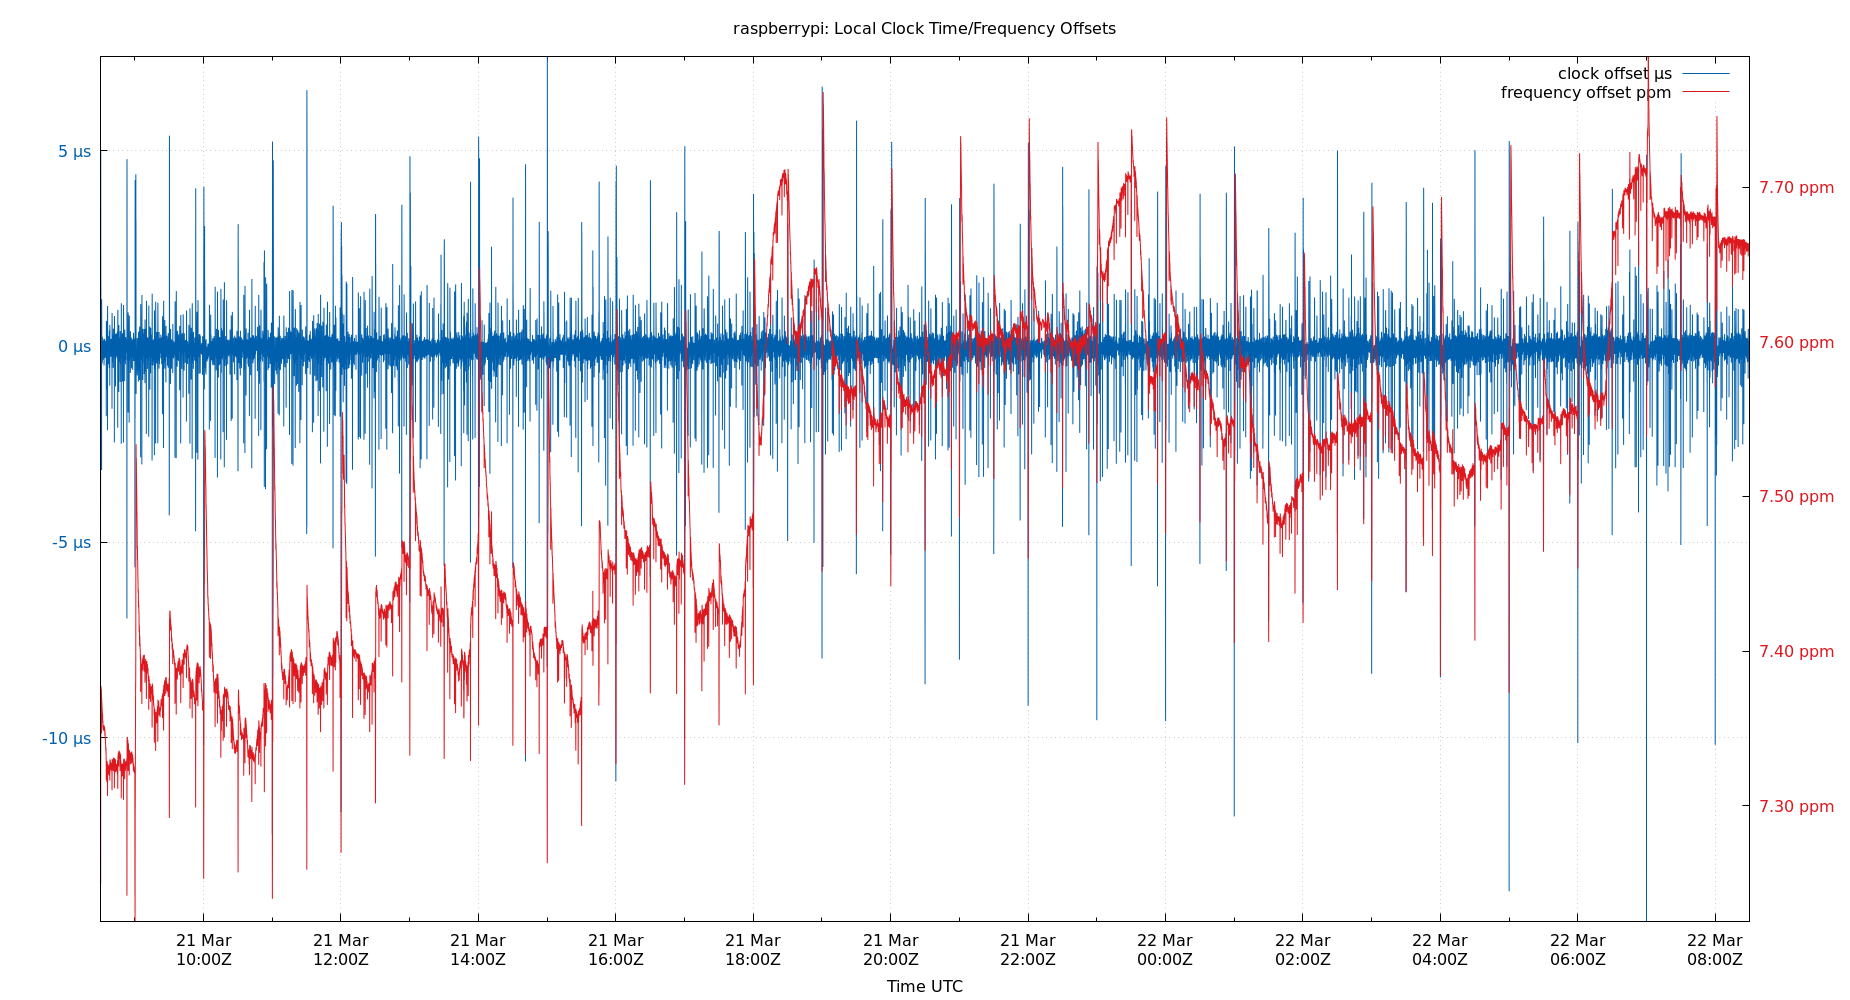 raspberrypi: Local Clock Time/Frequency Offsets
clock offset µs
frequency offset ppm
5 µs
0 µs
-5 µs
-10 µs
7.70 ppm
7.60 ppm
7.50 ppm
7.40 ppm
7.30 ppm
21 Mar 21 Mar 21 Mar 21 Mar 21 Mar 21 Mar 21 Mar 22 Mar 22 Mar 22 Mar 22 Mar 22 Mar
10:00Z 12:00Z 14:00Z 16:00Z 18:00Z 20:00Z 22:00Z 00:00Z 02:00Z 04:00Z 06:00Z 08:00Z
Time UTC